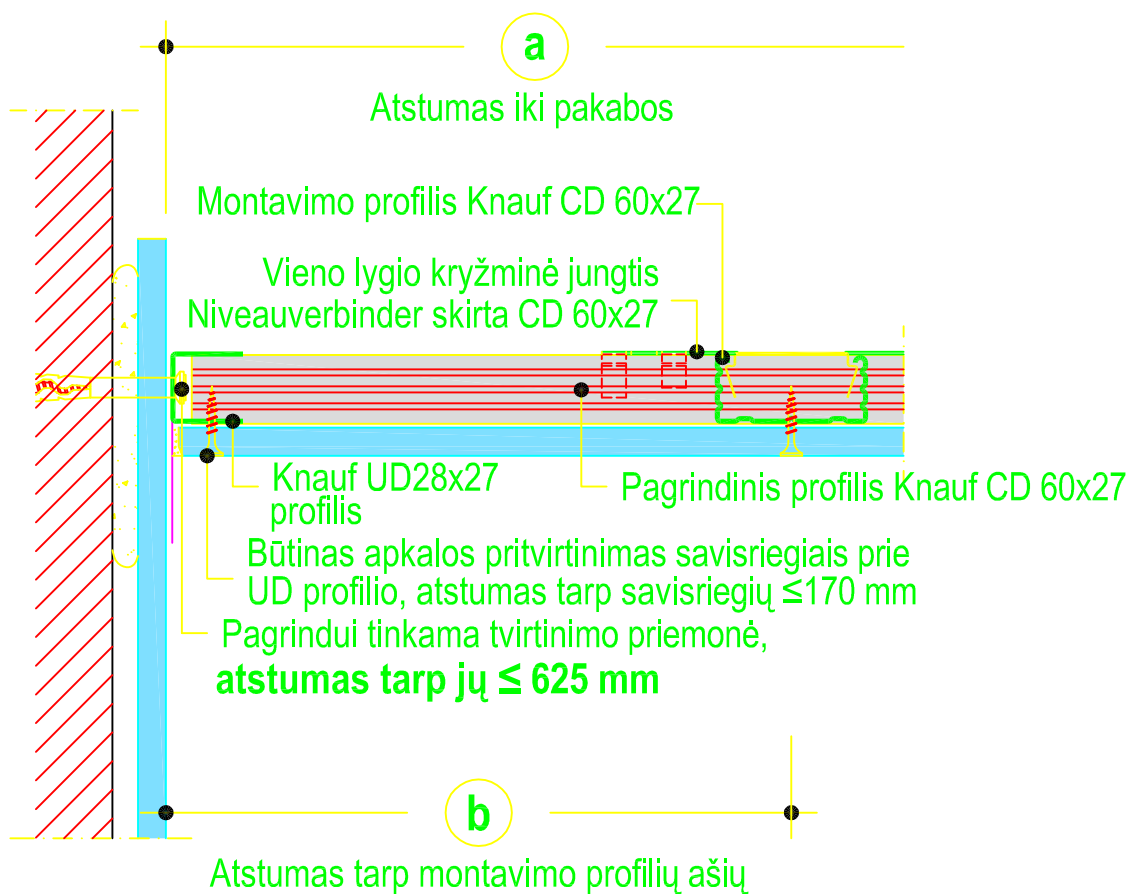 a
Atstumas iki pakabos
Montavimo profilis Knauf CD 60x27
Vieno lygio kryžminė jungtis
Niveauverbinder skirta CD 60x27
Knauf UD28x27
profilis
Pagrindinis profilis Knauf CD 60x27
Būtinas apkalos pritvirtinimas savisriegiais prie
UD profilio, atstumas tarp savisriegių ≤170 mm
Pagrindui tinkama tvirtinimo priemonė,
atstumas tarp jų ≤ 625 mm
b
Atstumas tarp montavimo profilių ašių